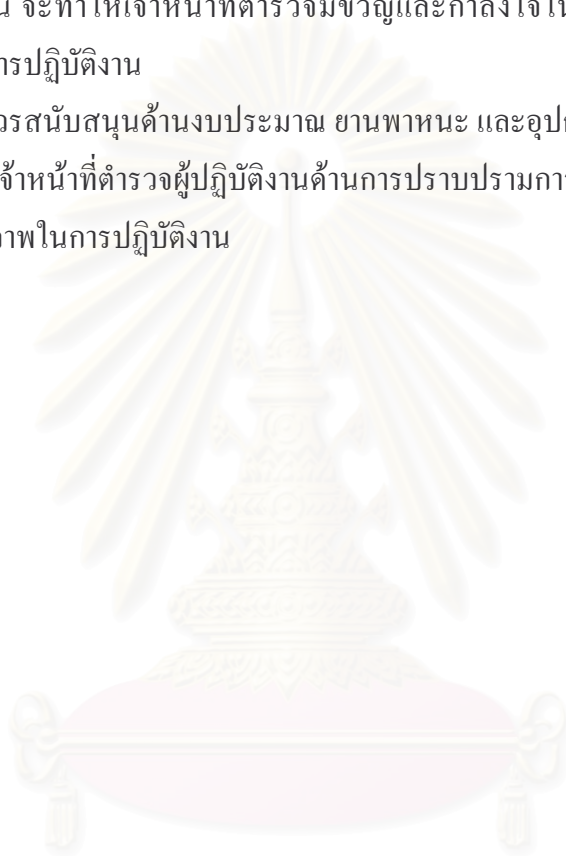 จะทำให้เจ้าหน้าที่ตำรวจมีขวัญและกำลังใจใน
การปฏิบัติงาน
ควรสนับสนุนด้านงบประมาณ ยานพาหนะ และ
เจ้าหน้าที่ตำรวจผู้ปฏิบัติงานด้านการปราบปราม
ภาพในการปฏิบัติงาน